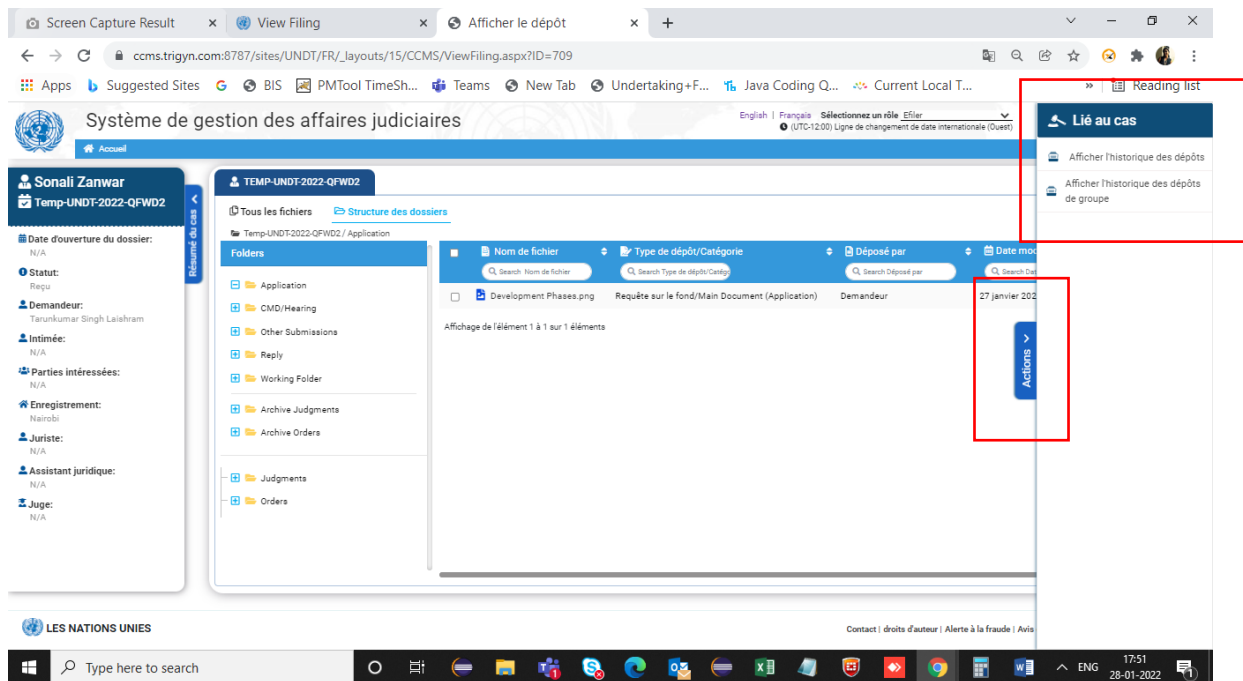 Screen Capture Result
View Filing
Afficher le dépôt
ccms.trigyn.com:8787/sites/UNDT/FR/_layouts/15/CCMS/ViewFiling.aspx?ID=709
Apps
Suggested Sites
BIS
PMTool TimeSh...
Teams
New Tab
Undertaking+F...
Java Coding Q...
Current Local T...
»
Reading list
Système de gestion des affaires judiciaires
English | Français Sélectionnez un rôle Efiler
(UTC-12:00) Ligne de changement de date internationale (Ouest)
Accueil
Lié au cas
Afficher l'historique des dépôts
Afficher l'historique des dépôts
de groupe
Sonali Zanwar
Temp-UNDT-2022-QFWD2
Date d'ouverture du dossier:
N/A
Statut:
Reçu
Demandeur:
Tarunkumar Singh Laishram
Intimée:
N/A
Parties intéressées:
N/A
Enregistrement:
Nairobi
Juriste:
N/A
Assistant juridique:
N/A
Juge:
N/A
Résumé du cas
TEMP-UNDT-2022-QFWD2
Tous les fichiers
Structure des dossiers
Temp-UNDT-2022-QFWD2 / Application
Folders
Application
CMD/Hearing
Other Submissions
Reply
Working Folder
Archive Judgments
Archive Orders
Judgments
Orders
Nom de fichier
Type de dépôt/Catégorie
Déposé par
Date mod
Search Nom de fichier
Search Type de dépôt/Catégo
Search Déposé par
Search Dat
Development Phases.png
Requête sur le fond/Main Document (Application)
Demandeur
27 janvier 202
Affichage de l'élément 1 à 1 sur 1 éléments
Actions
LES NATIONS UNIES
Contact | droits d'auteur | Alerte à la fraude | Avis
Type here to search
ENG
17:51
28-01-2022
1